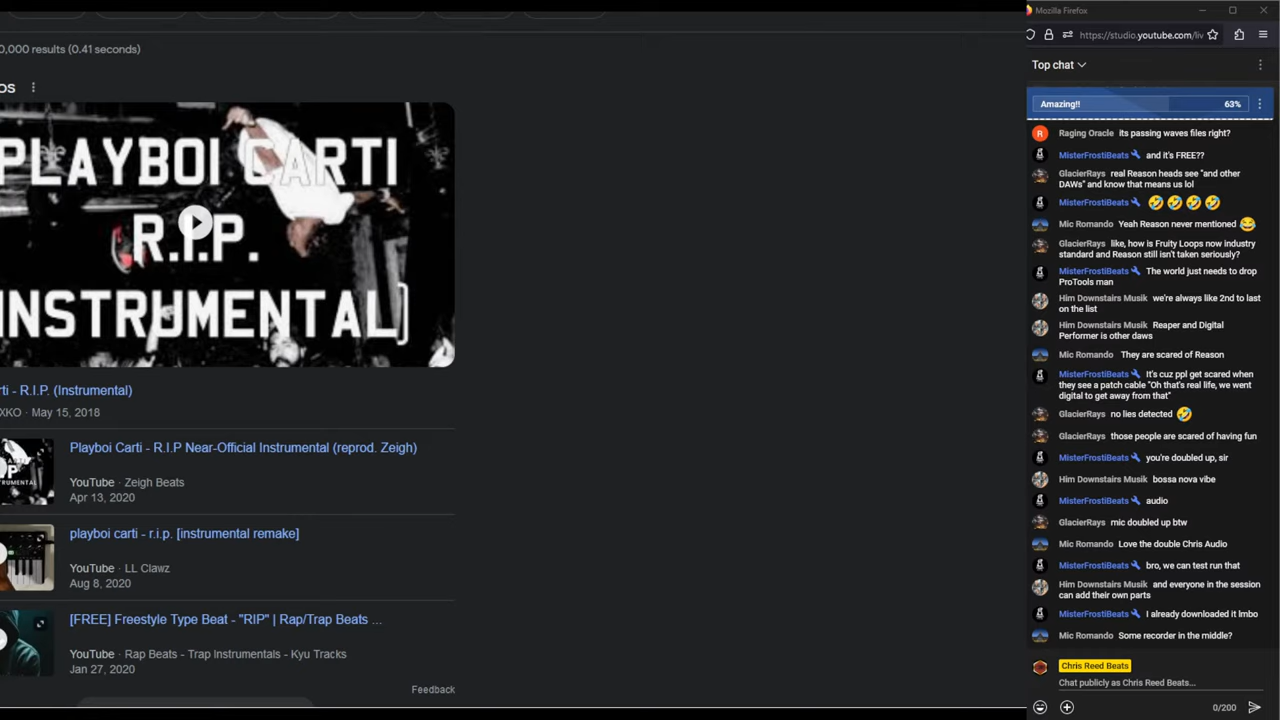 0,000 results (0.41 seconds)
OS
PLAYBOI CARTI
R.I.P.
INSTRUMENTAL]
rti - R.I.P. (Instrumental)
XKO · May 15, 2018
Playboi Carti - R.I.P Near-Official Instrumental (reprod. Zeigh)
YouTube · Zeigh Beats
Apr 13, 2020
playboi carti - r.i.p. [instrumental remake]
YouTube · LL Clawz
Aug 8, 2020
[FREE] Freestyle Type Beat - "RIP" | Rap/Trap Beats ...
YouTube · Rap Beats - Trap Instrumentals - Kyu Tracks
Jan 27, 2020
Feedback
Mozilla Firefox
https://studio.youtube.com/liv
Top chat
Amazing!! 63%
R Raging Oracle its passing waves files right?
MisterFrostiBeats and it's FREE??
GlacierRays real Reason heads see "and other
DAWs" and know that means us lol
MisterFrostiBeats 🤣 🤣 🤣 🤣
Mic Romando Yeah Reason never mentioned 😂
GlacierRays like, how is Fruity Loops now industry
standard and Reason still isn't taken seriously?
MisterFrostiBeats The world just needs to drop
ProTools man
Him Downstairs Musik we're always like 2nd to last
on the list
Him Downstairs Musik Reaper and Digital
Performer is other daws
Mic Romando They are scared of Reason
MisterFrostiBeats It's cuz ppl get scared when
they see a patch cable "Oh that's real life, we went
digital to get away from that"
GlacierRays no lies detected 🤣
GlacierRays those people are scared of having fun
MisterFrostiBeats you're doubled up, sir
Him Downstairs Musik bossa nova vibe
MisterFrostiBeats audio
GlacierRays mic doubled up btw
Mic Romando Love the double Chris Audio
MisterFrostiBeats bro, we can test run that
Him Downstairs Musik and everyone in the session
can add their own parts
MisterFrostiBeats I already downloaded it lmbo
Mic Romando Some recorder in the middle?
Chris Reed Beats
Chat publicly as Chris Reed Beats...
0/200